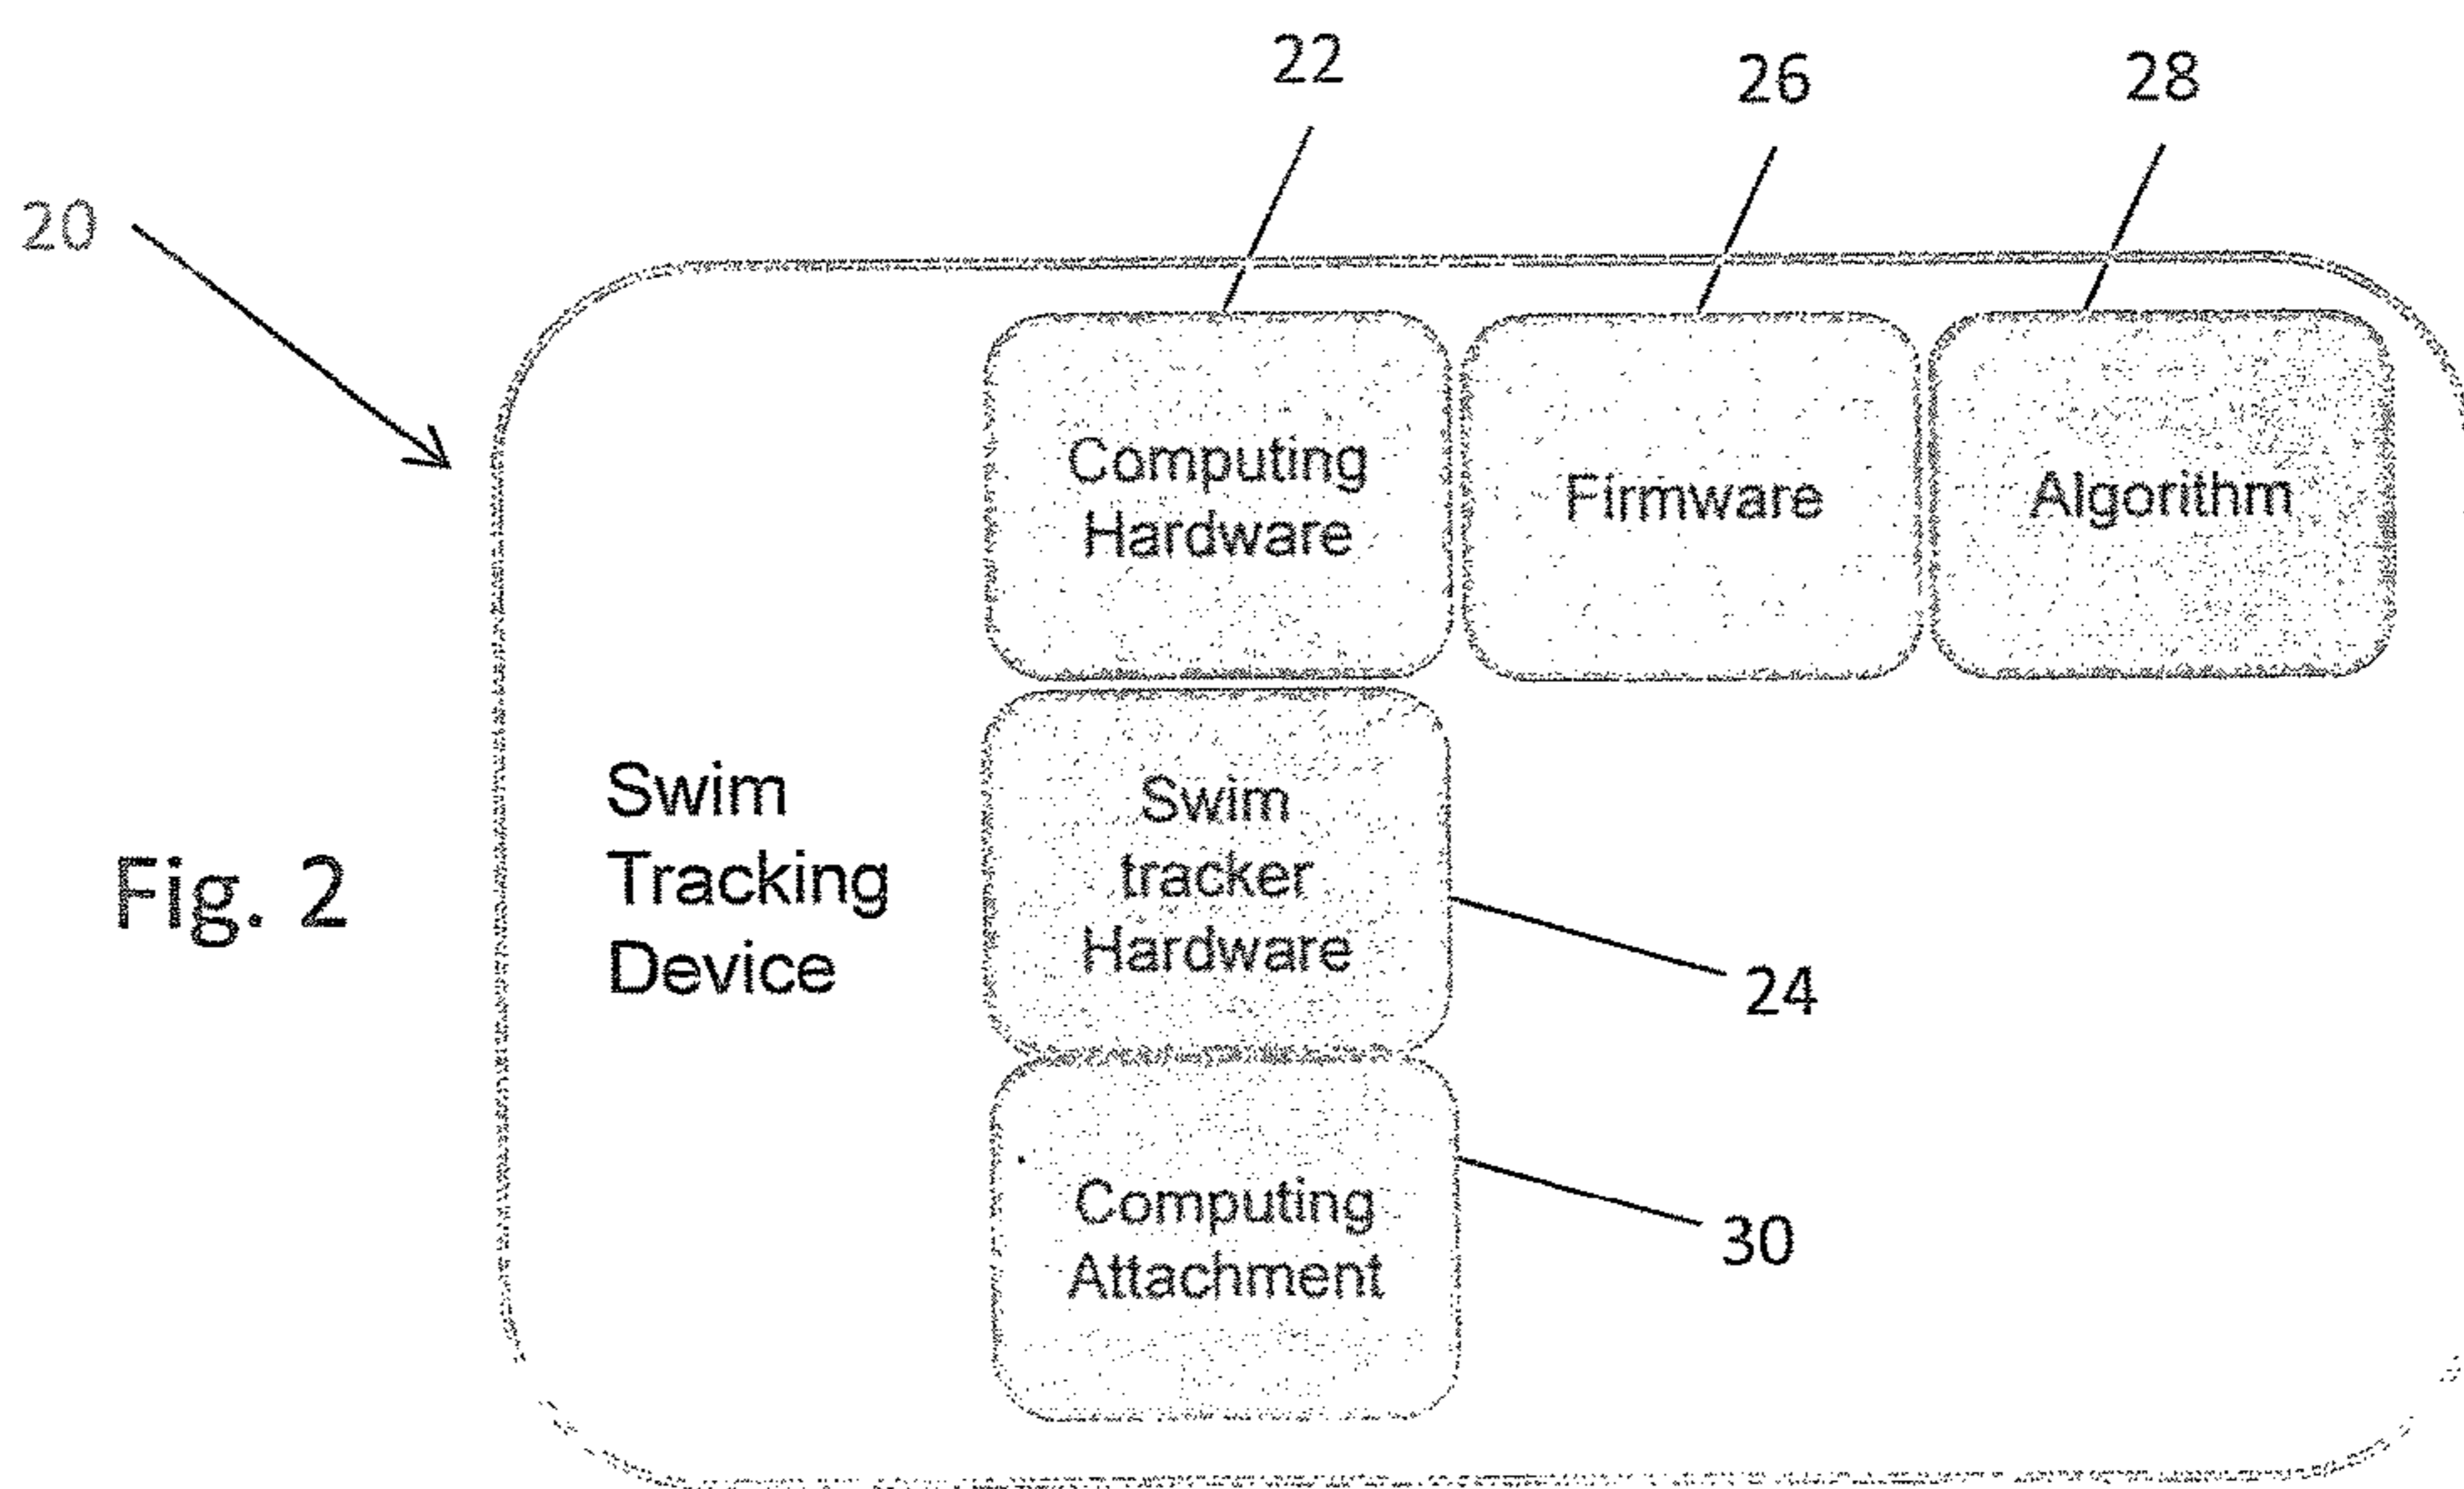 22
26
28
20
Computing
Hardware
Firmware
Algorithm
Swim
Tracking
Device
Swim
tracker
Hardware
24
Fig. 2
Computing
Attachment
30